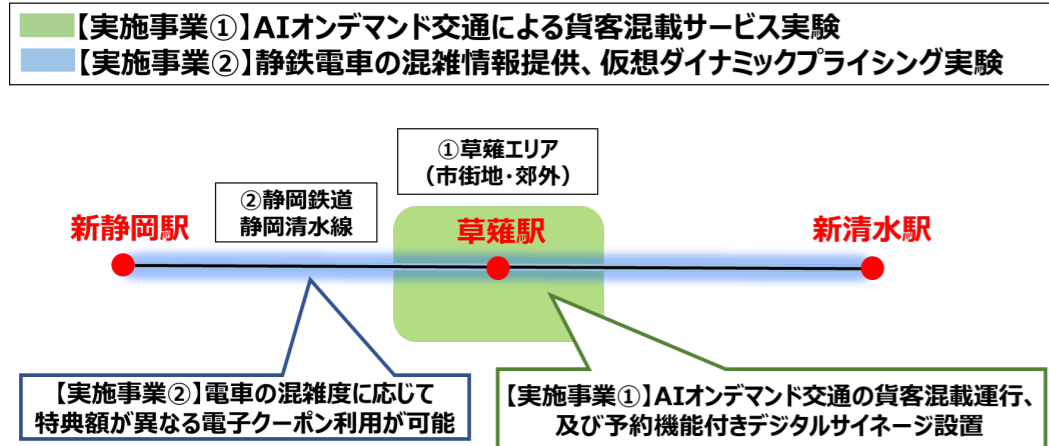 【実施事業①】AIオンデマンド交通による貨客混載サービス実験
【実施事業②】静鉄電車の混雑情報提供、仮想ダイナミックプライシング実験
①草薙エリア
（市街地・郊外）
②静岡鉄道
静岡清水線
新静岡駅
草薙駅
新清水駅
【実施事業②】電車の混雑度に応じて
特典額が異なる電子クーポン利用が可能
【実施事業①】AIオンデマンド交通の貨客混載運行、
及び予約機能付きデジタルサイネージ設置